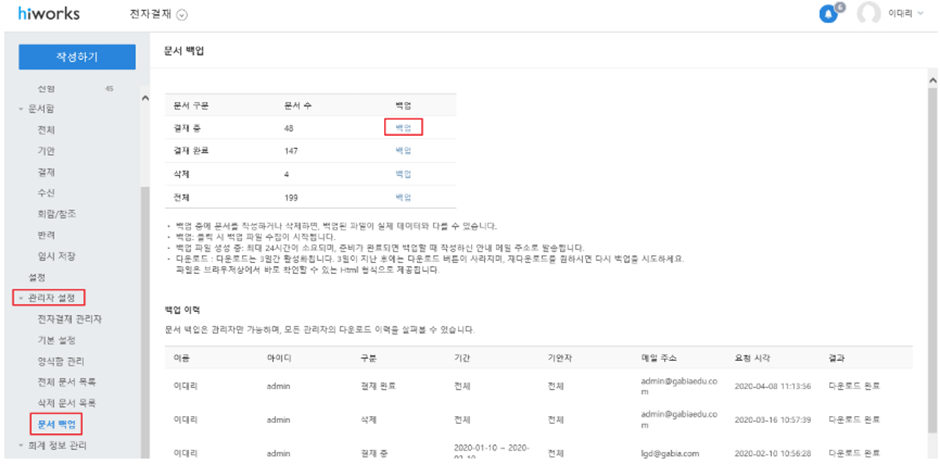 hiworks
전자결재
6
이대리
작성하기
문서 백업
신청 45
문서함
전체
기안
결재
수신
회람/참조
반려
임시 저장
설정
관리자 설정
전자결재 관리자
기본 설정
양식함 관리
전체 문서 목록
삭제 문서 목록
문서 백업
회계 정보 관리
문서 구분 문서 수 백업
결재 중 48 백업
결재 완료 147 백업
삭제 4 백업
전체 199 백업
- 백업 중에 문서를 작성하거나 삭제하면, 백업된 파일이 실제 데이터와 다를 수 있습니다.
- 백업: 클릭 시 백업 파일 수집이 시작됩니다.
- 백업 파일 생성 중: 최대 24시간이 소요되며, 준비가 완료되면 백업할 때 작성하신 안내 메일 주소로 발송됩니다.
- 다운로드 : 다운로드는 3일간 활성화됩니다. 3일이 지난 후에는 다운로드 버튼이 사라지며, 재다운로드를 원하시면 다시 백업을 시도하세요.
파일은 브라우저상에서 바로 확인할 수 있는 Html 형식으로 제공됩니다.
백업 이력
문서 백업은 관리자만 가능하며, 모든 관리자의 다운로드 이력을 살펴볼 수 있습니다.
이름 아이디 구분 기간 기안자 메일 주소 요청 시각 결과
이대리 admin 결재 완료 전체 전체 admin@gabiaedu.co
m 2020-04-08 11:13:56 다운로드 완료
이대리 admin 삭제 전체 전체 admin@gabiaedu.co
m 2020-03-16 10:57:39 다운로드 완료
이대리 admin 결재 중 2020-01-10 ~ 2020-
02-10 전체 lgd@gabia.com 2020-02-10 10:56:28 다운로드 완료